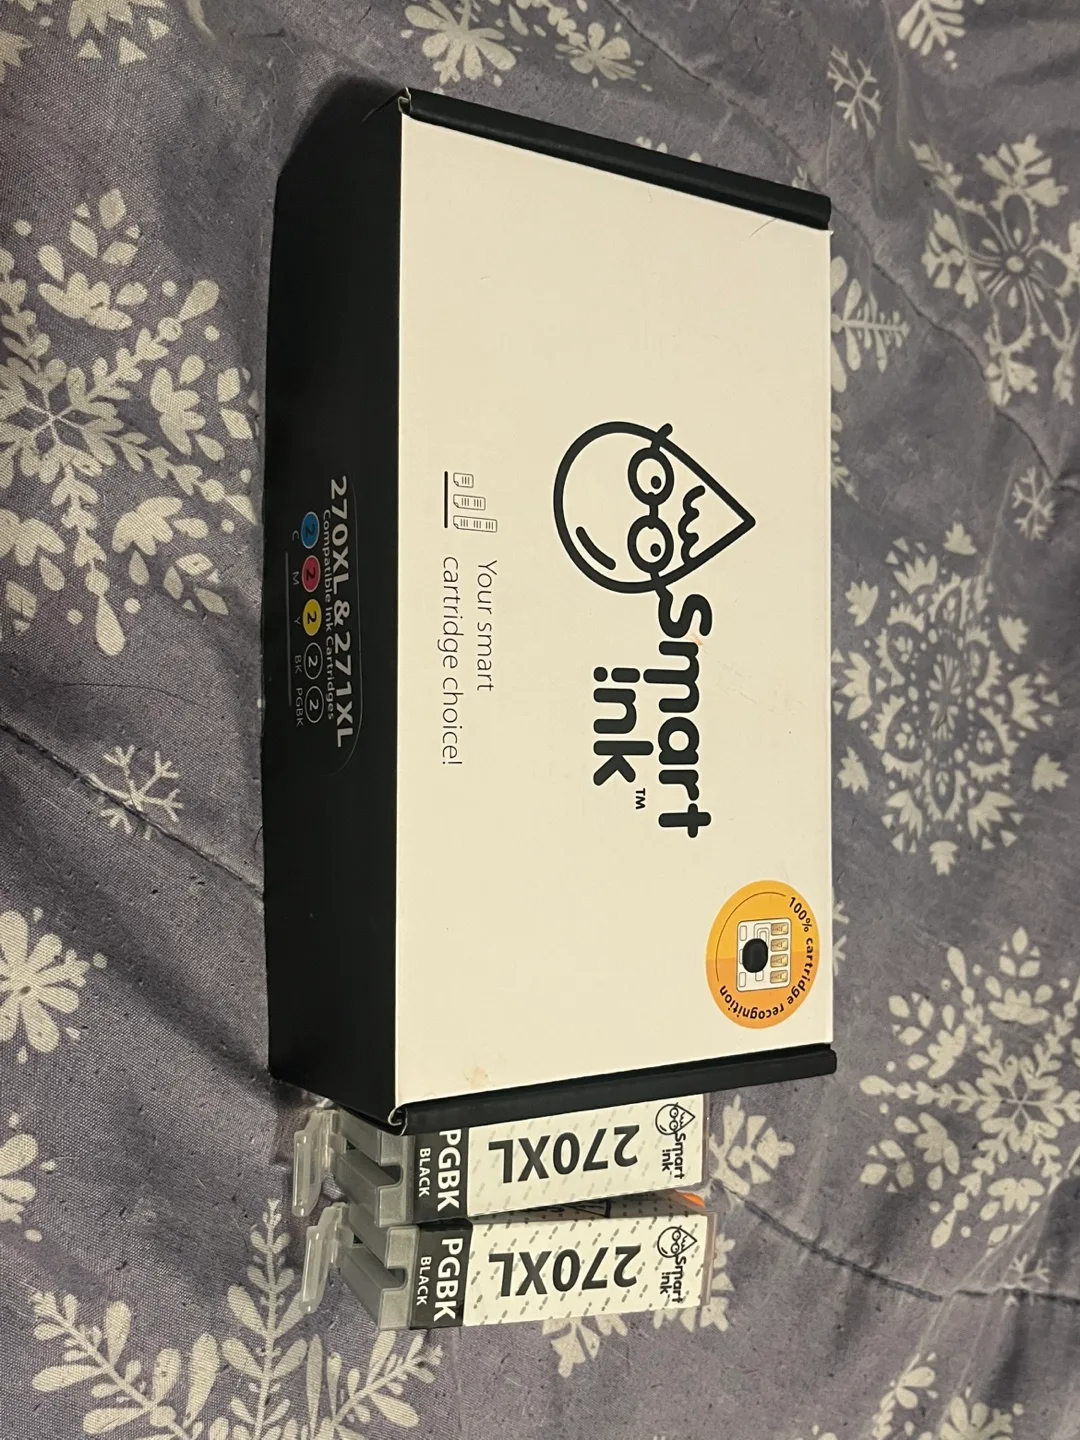 Smart
ink™
Your smart
cartridge choice!
100% cartridge recognition
270XL & 271XL
Compatible Ink Cartridges
2 2 2 2 2
C M Y BK PGBK
Smart
ink
270XL
PGBK
BLACK
Smart
ink
270XL
PGBK
BLACK